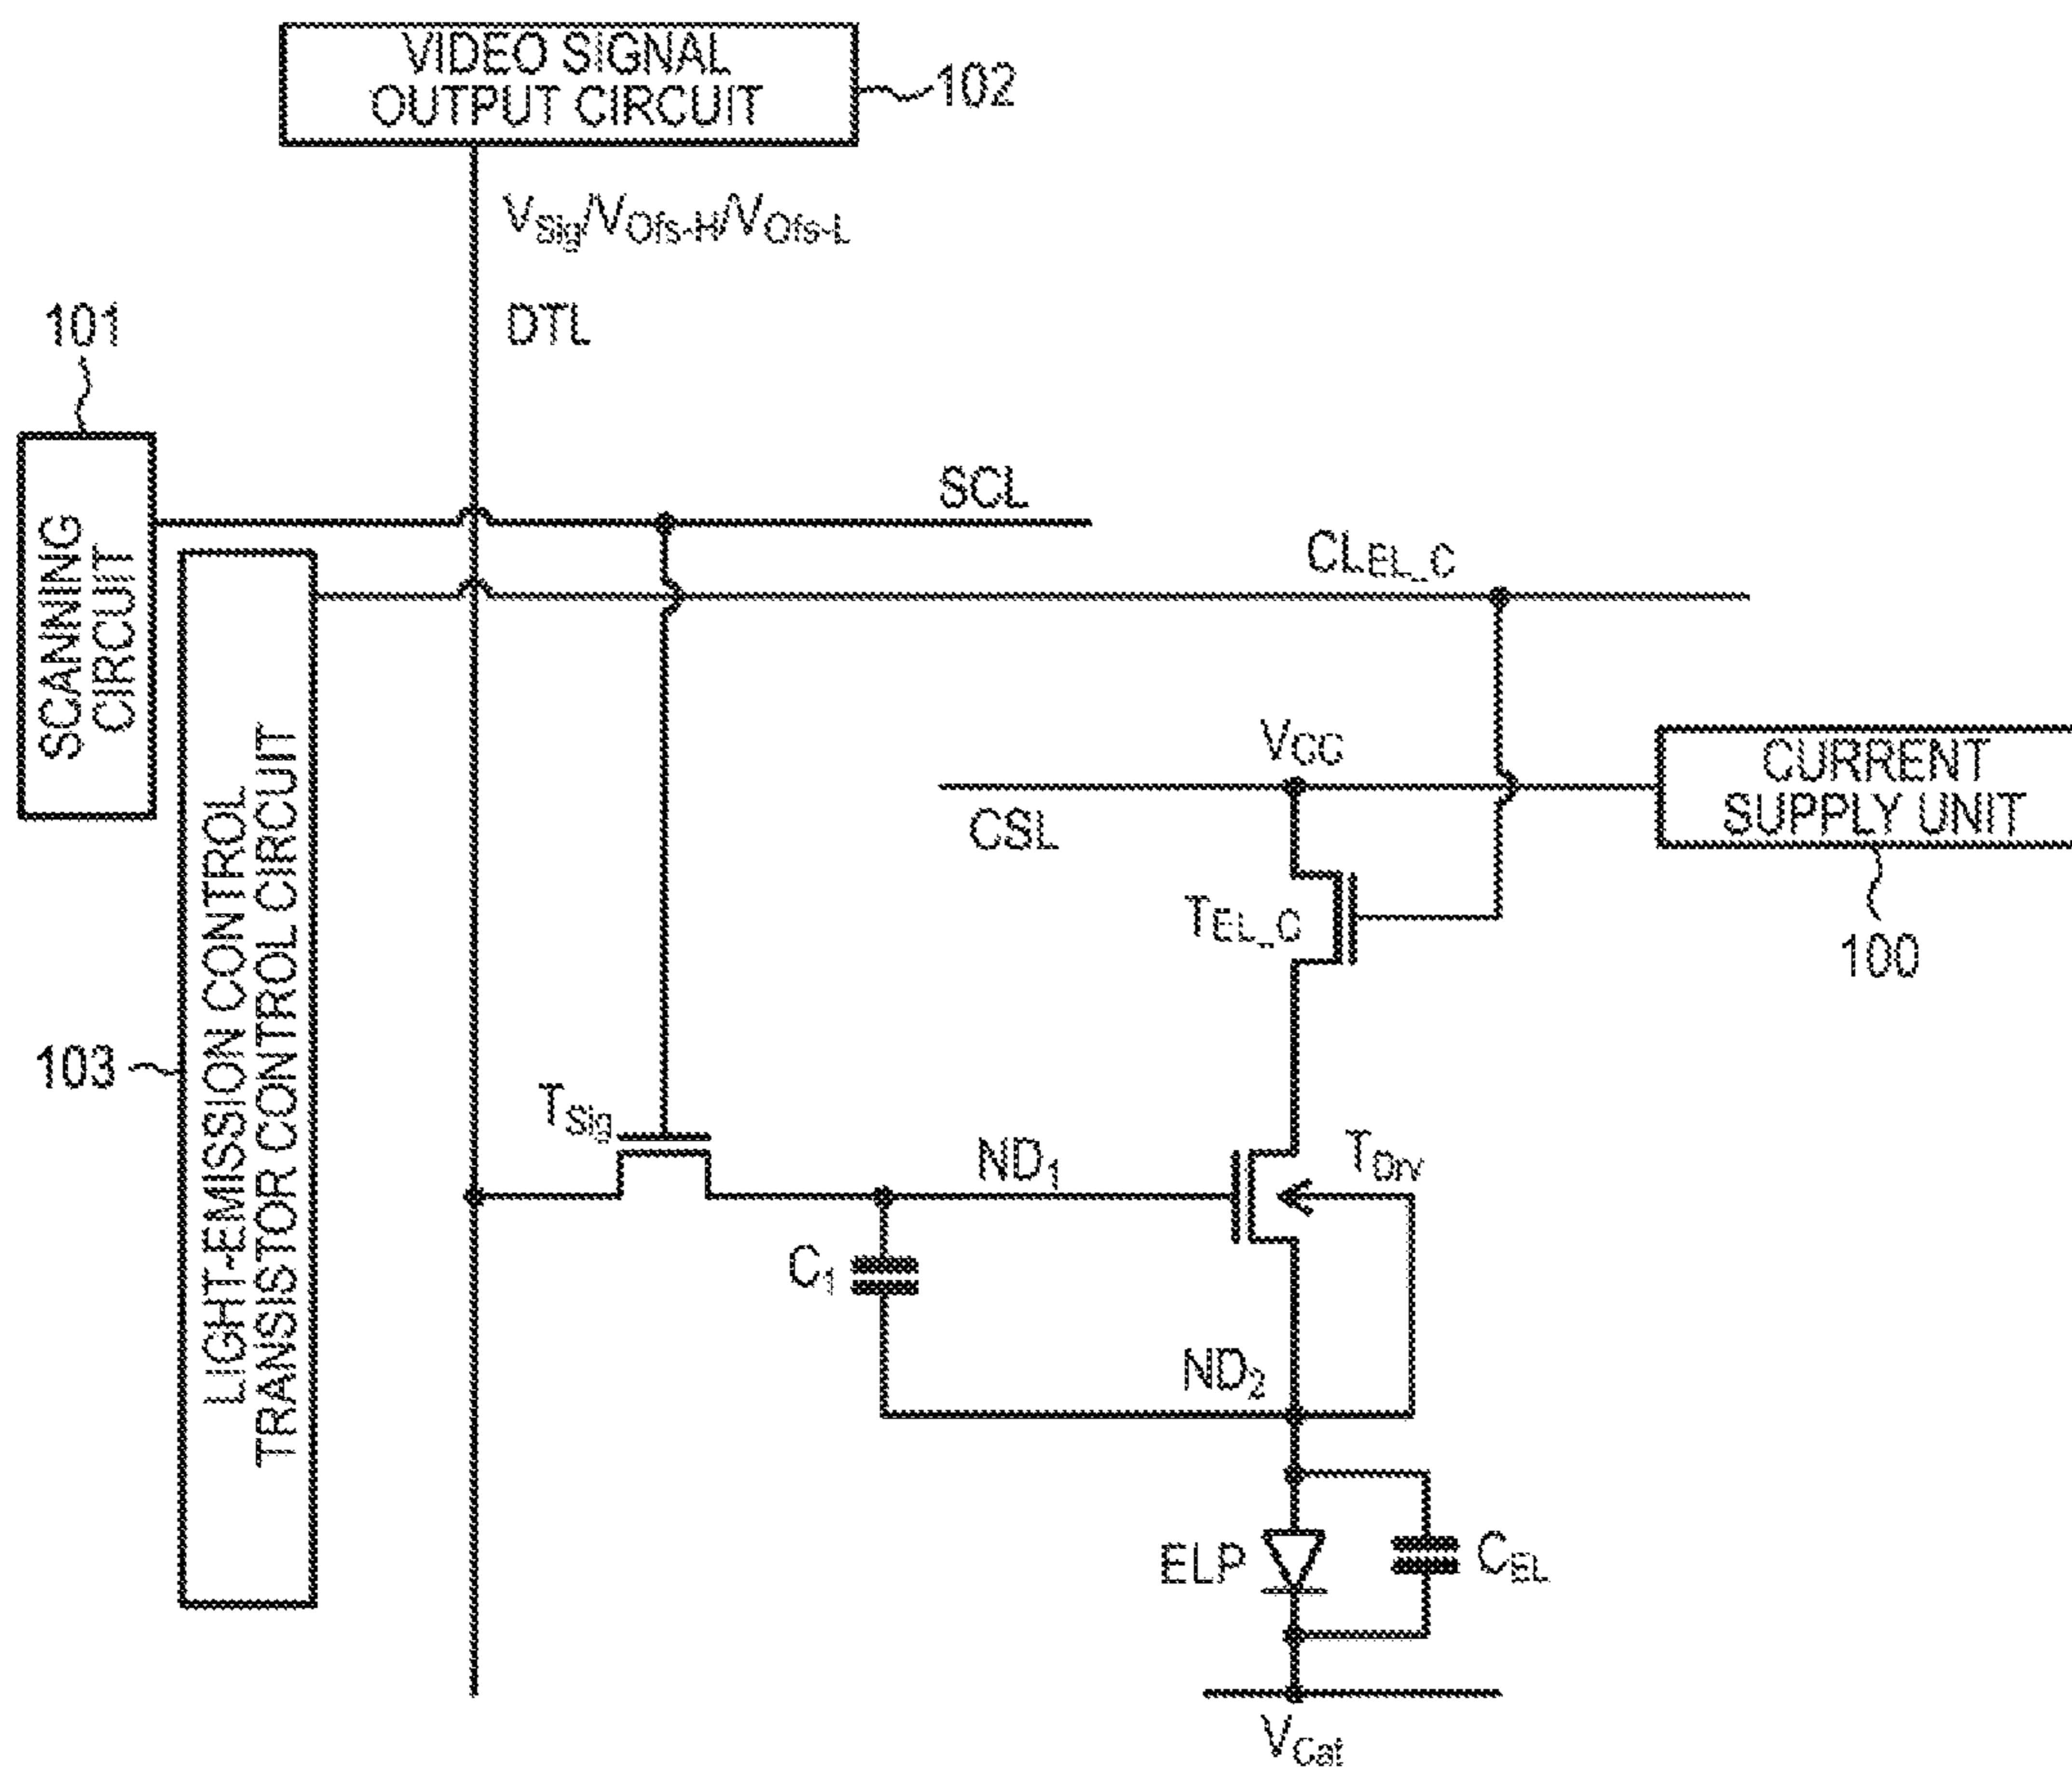 VIDEO SIGNAL
OUTPUT CIRCUIT
102
VSig/VOfs-H/VOfs-L
DTL
101
SCANNING
CIRCUIT
SCL
CLEL_C
VCC
CSL
CURRENT
SUPPLY UNIT
100
TEL_C
LIGHT-EMISSION CONTROL
TRANSISTOR CONTROL CIRCUIT
103
TSig
ND1
TDrv
C1
ND2
ELP
CEL
VCat